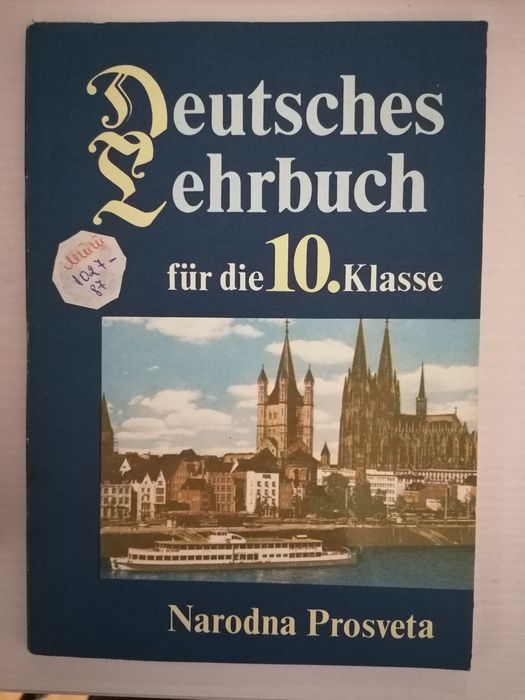 Deutsches
Lehrbuch
für die 10. Klasse
1027-
87
Narodna Prosveta